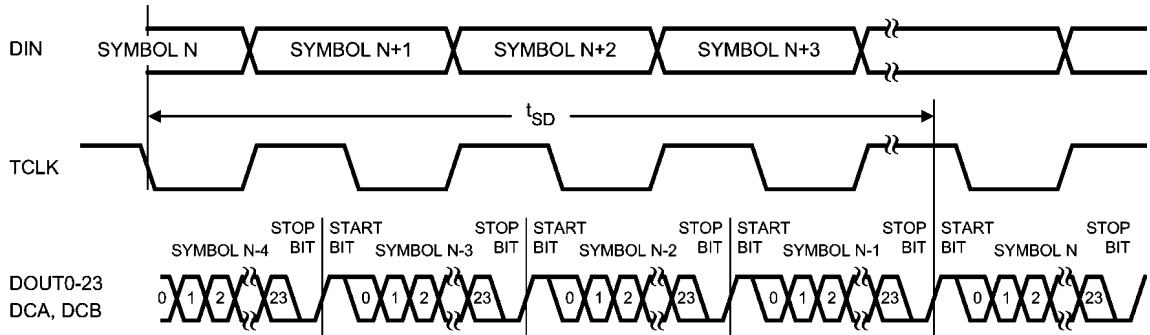 DIN SYMBOL N SYMBOL N+1 SYMBOL N+2 SYMBOL N+3
tSD
TCLK
STOP BIT START BIT STOP BIT START BIT STOP BIT START BIT STOP BIT START BIT STOP BIT
SYMBOL N-4 SYMBOL N-3 SYMBOL N-2 SYMBOL N-1 SYMBOL N
DOUT0-23
DCA, DCB
0 1 2 23 0 1 2 23 0 1 2 23 0 1 2 23 0 1 2 23